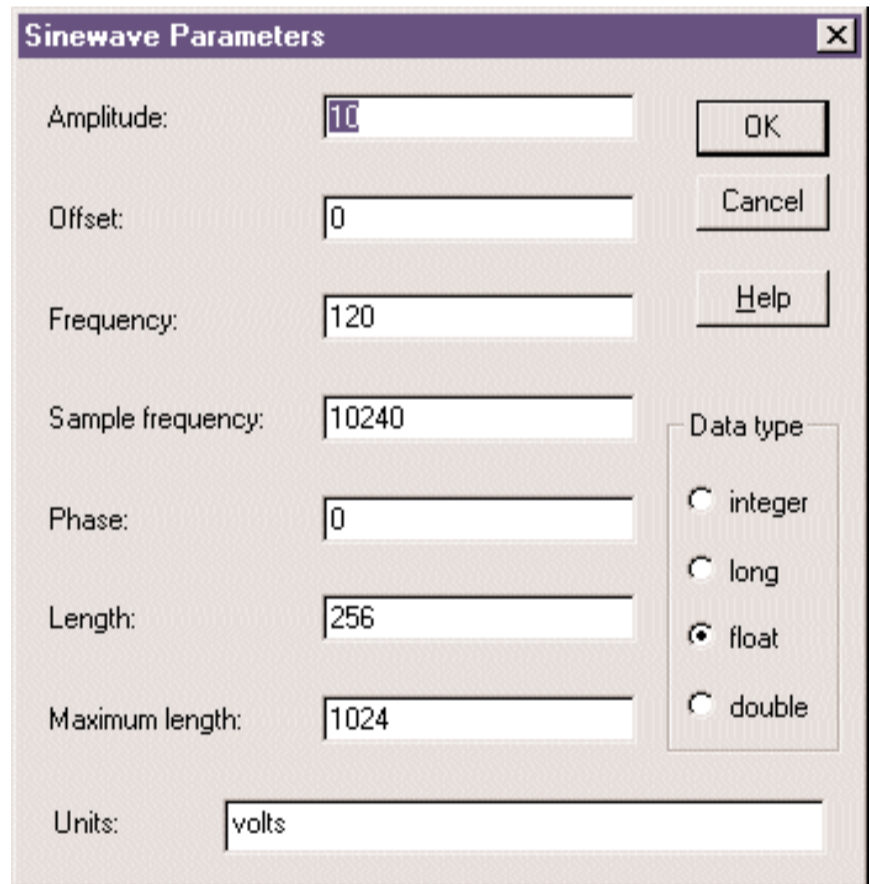 Sinewave Parameters
Amplitude: 10
OK
Offset: 0
Cancel
Frequency: 120
Help
Sample frequency: 10240
Data type
Phase: 0
integer
long
Length: 256
float
Maximum length: 1024
double
Units: volts